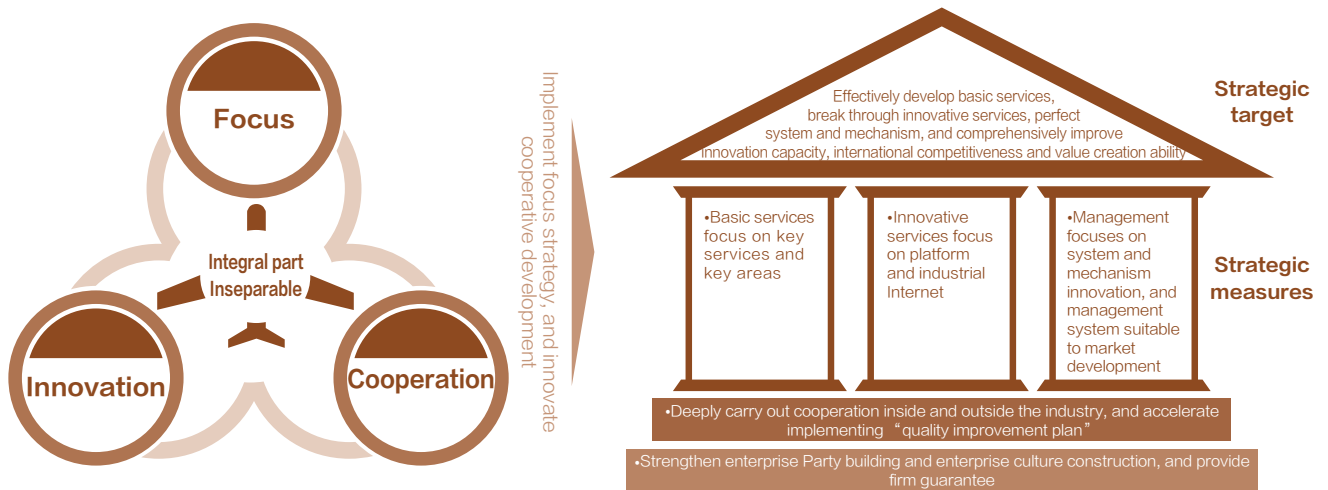 Focus
Integral part
Inseparable
Innovation
Cooperation
Implement focus strategy, and innovate
cooperative development
Effectively develop basic services,
break through innovative services, perfect
system and mechanism, and comprehensively improve
innovation capacity, international competitiveness and value creation ability
Strategic
target
•Basic services
focus on key
services and
key areas
•Innovative
services focus
on platform
and industrial
Internet
•Management
focuses on
system and
mechanism
innovation, and
management
system suitable
to market
development
Strategic
measures
•Deeply carry out cooperation inside and outside the industry, and accelerate
implementing “quality improvement plan”
•Strengthen enterprise Party building and enterprise culture construction, and provide
firm guarantee